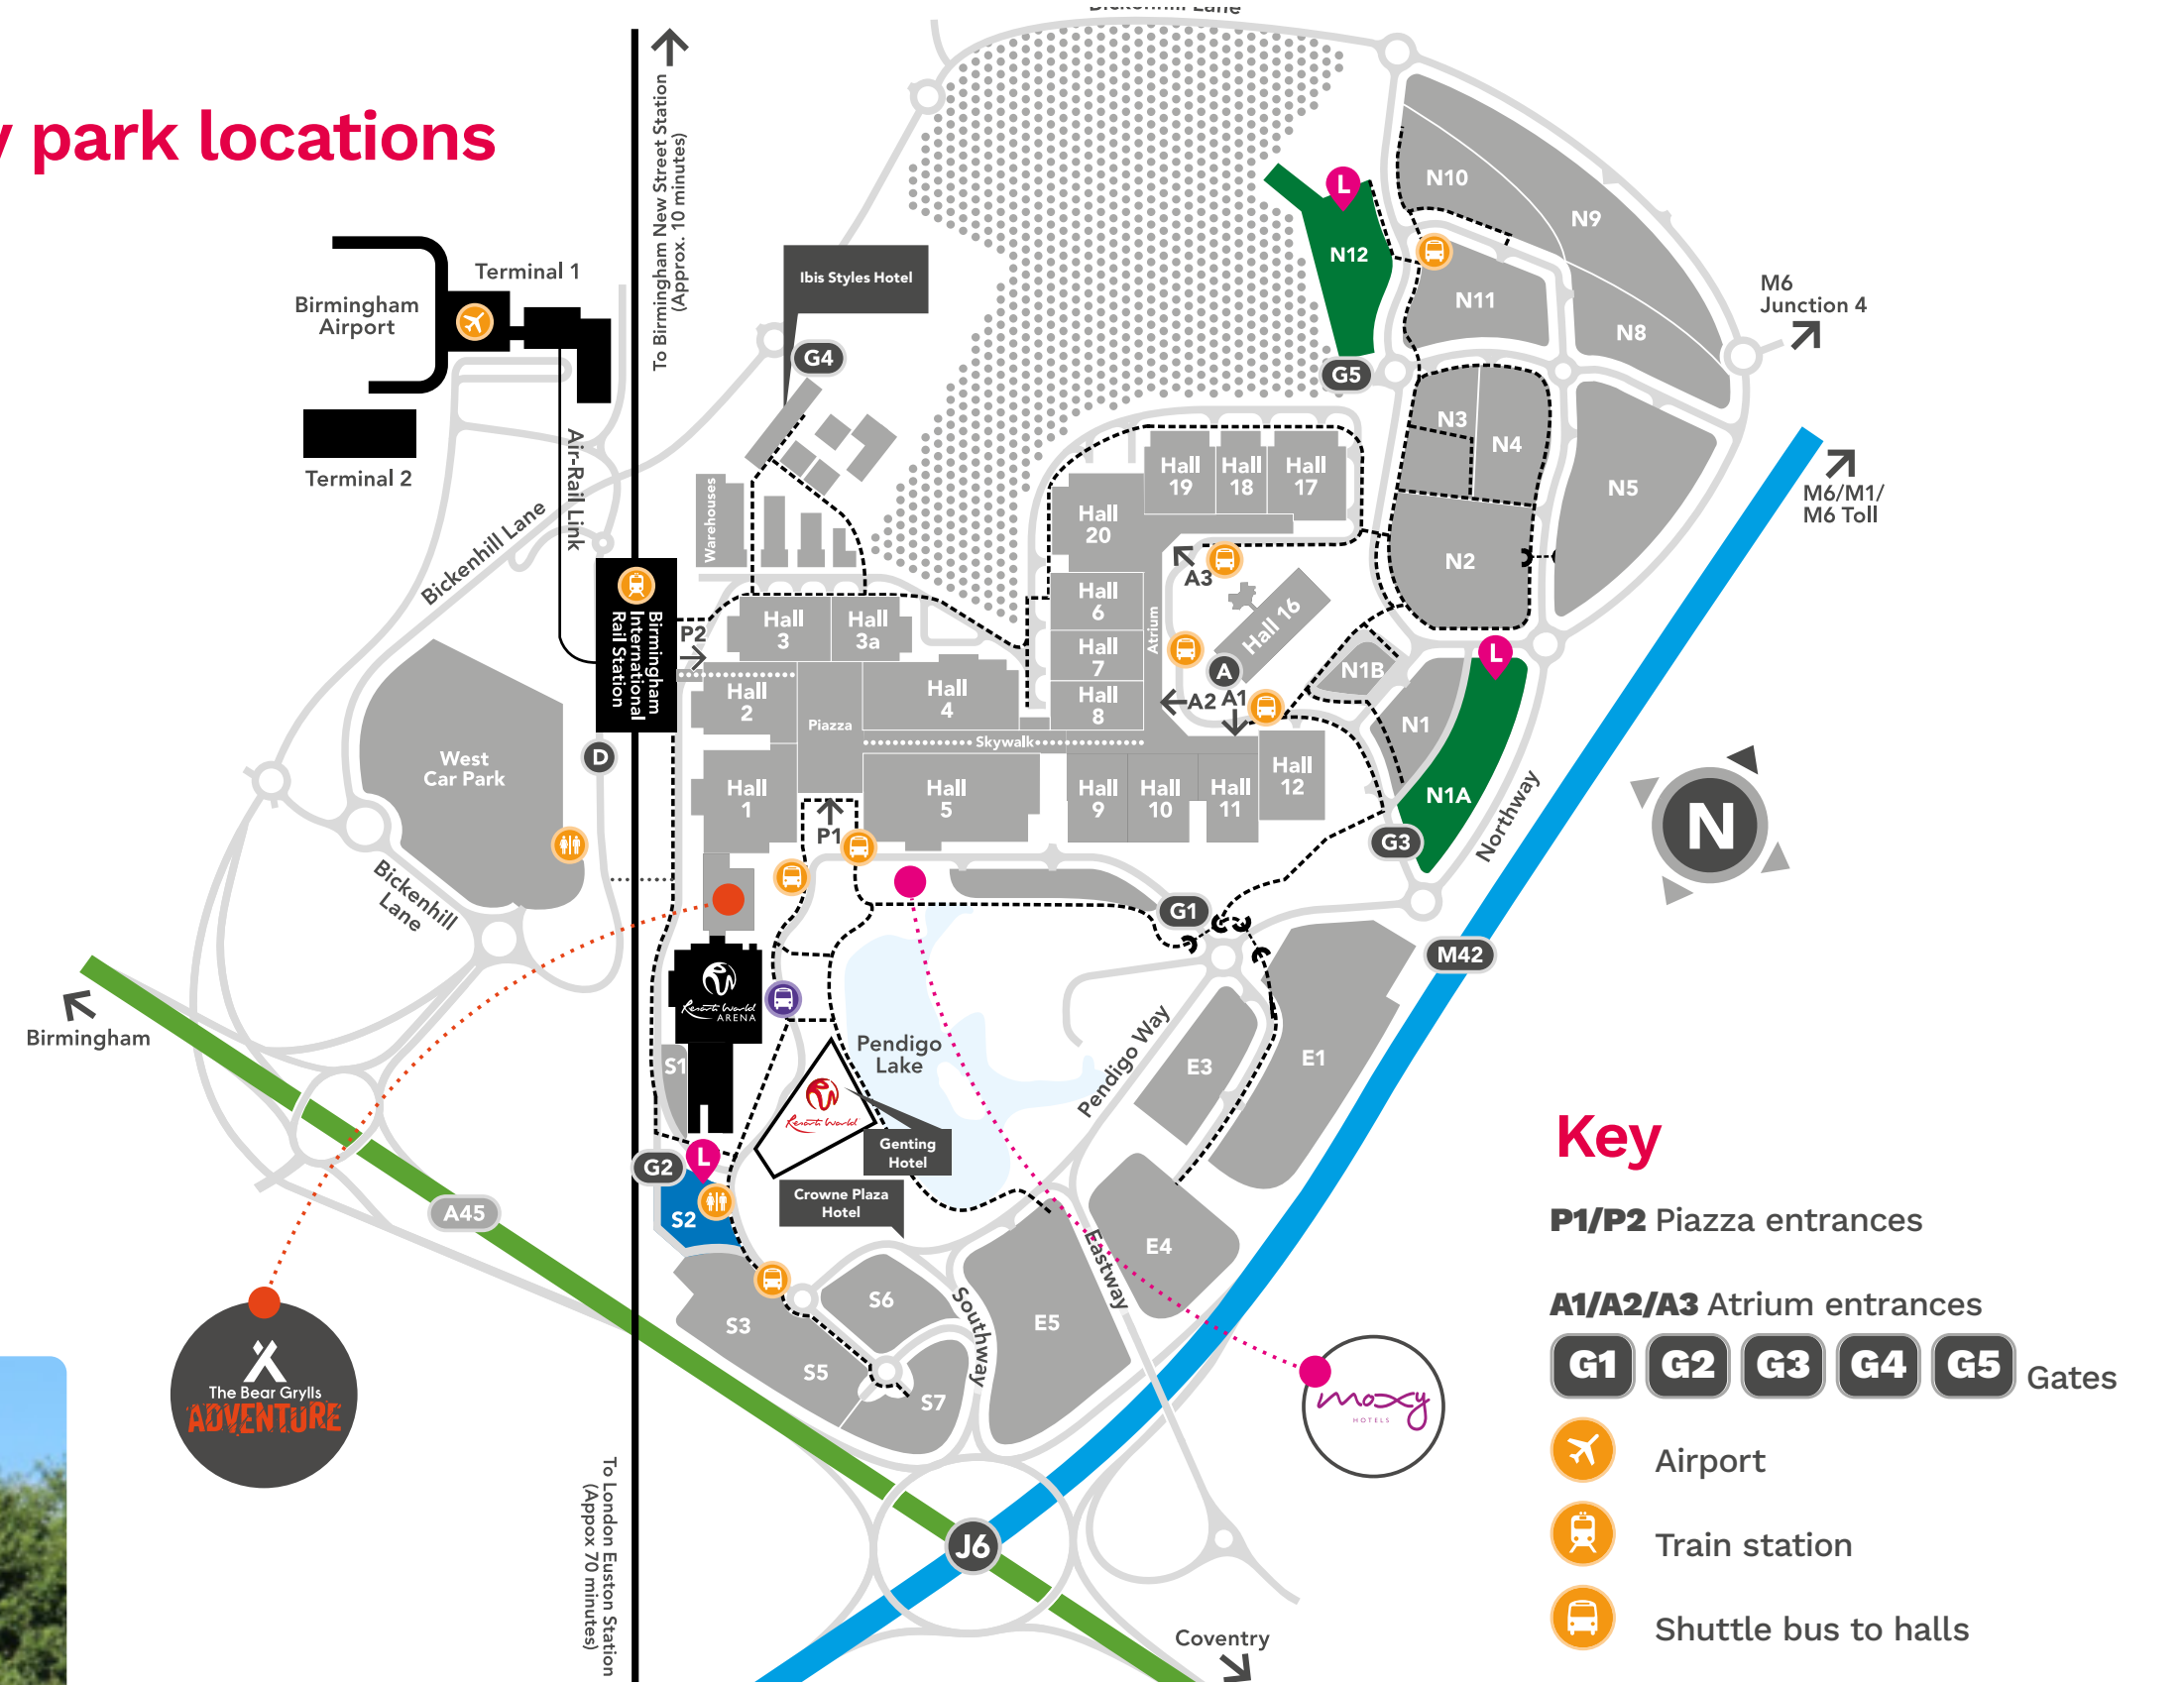 y park locations
To Birmingham New Street Station
(Approx. 10 minutes)
Terminal 1
Birmingham
Airport
Terminal 2
Air-Rail Link
Bickenhill Lane
Ibis Styles Hotel
G4
Warehouses
L
N12
G5
N10
N9
N11
N8
M6
Junction 4
N3
N4
N5
N2
M6/M1/
M6 Toll
Hall
19
Hall
18
Hall
17
Hall
20
A3
Hall
6
Hall
7
Hall
8
Atrium
Hall 16
A
A2
A1
N1B
N1
L
N1A
G3
Northway
N
M42
Birmingham
International
Rail Station
P2
Hall
3
Hall
3a
Hall
2
Piazza
Hall
4
Skywalk
Hall
1
P1
Hall
5
Hall
9
Hall
10
Hall
11
Hall
12
West
Car Park
D
Bickenhill
Lane
G1
Birmingham
A45
Resorts World
ARENA
S1
Pendigo
Lake
Pendigo Way
E3
E1
Resorts World
Genting
Hotel
Crowne Plaza
Hotel
G2
L
S2
S3
S5
S6
S7
Southway
E5
Eastway
E4
The Bear Grylls
ADVENTURE
moxy
HOTELS
To London Euston Station
(Appox 70 minutes)
J6
Coventry
Key
P1/P2 Piazza entrances
A1/A2/A3 Atrium entrances
G1 G2 G3 G4 G5 Gates
Airport
Train station
Shuttle bus to halls